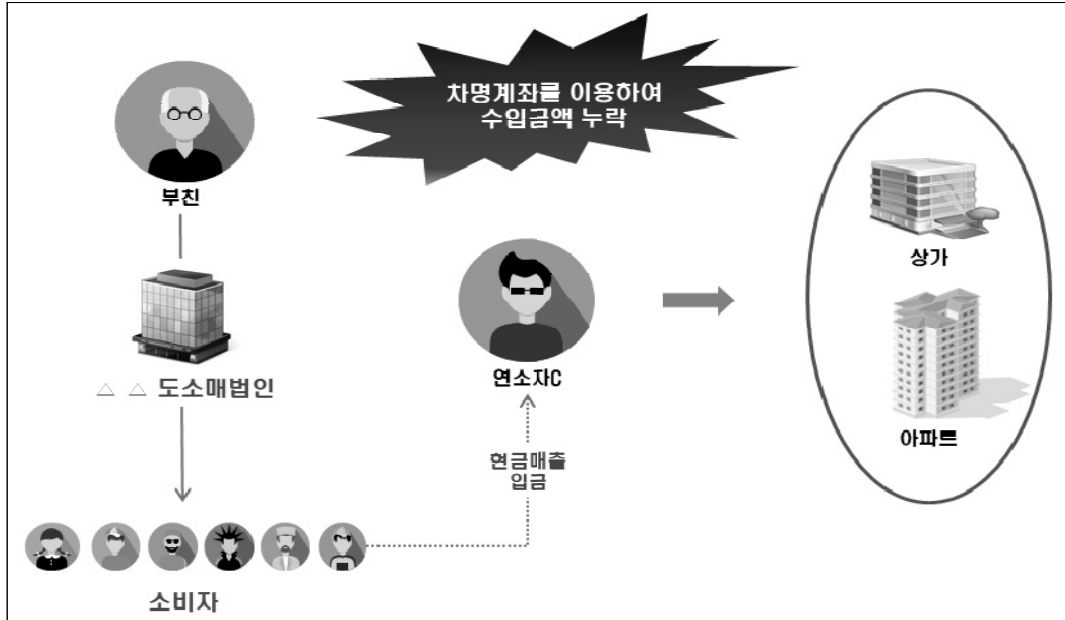 차명계좌를 이용하여
수입금액 누락
부친
△ △ 도소매법인
소비자
현금매출
입금
연소자C
상가
아파트